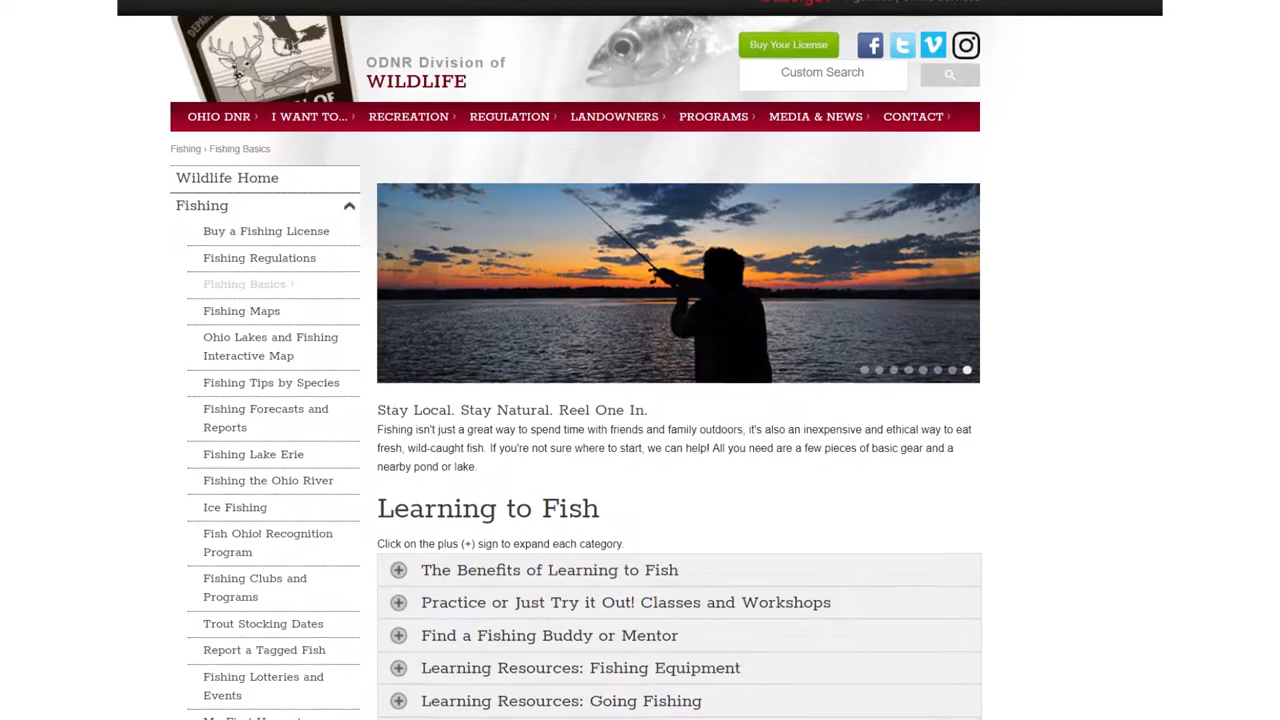 ODNR Division of
WILDLIFE
Buy Your License
Custom Search
OHIO DNR › I WANT TO... › RECREATION › REGULATION › LANDOWNERS › PROGRAMS › MEDIA & NEWS › CONTACT ›
Fishing › Fishing Basics
Wildlife Home
Fishing
Buy a Fishing License
Fishing Regulations
Fishing Basics ›
Fishing Maps
Ohio Lakes and Fishing
Interactive Map
Fishing Tips by Species
Fishing Forecasts and
Reports
Fishing Lake Erie
Fishing the Ohio River
Ice Fishing
Fish Ohio! Recognition
Program
Fishing Clubs and
Programs
Trout Stocking Dates
Report a Tagged Fish
Fishing Lotteries and
Events
Stay Local. Stay Natural. Reel One In.
Fishing isn't just a great way to spend time with friends and family outdoors, it's also an inexpensive and ethical way to eat
fresh, wild-caught fish. If you're not sure where to start, we can help! All you need are a few pieces of basic gear and a
nearby pond or lake.
Learning to Fish
Click on the plus (+) sign to expand each category.
The Benefits of Learning to Fish
Practice or Just Try it Out! Classes and Workshops
Find a Fishing Buddy or Mentor
Learning Resources: Fishing Equipment
Learning Resources: Going Fishing